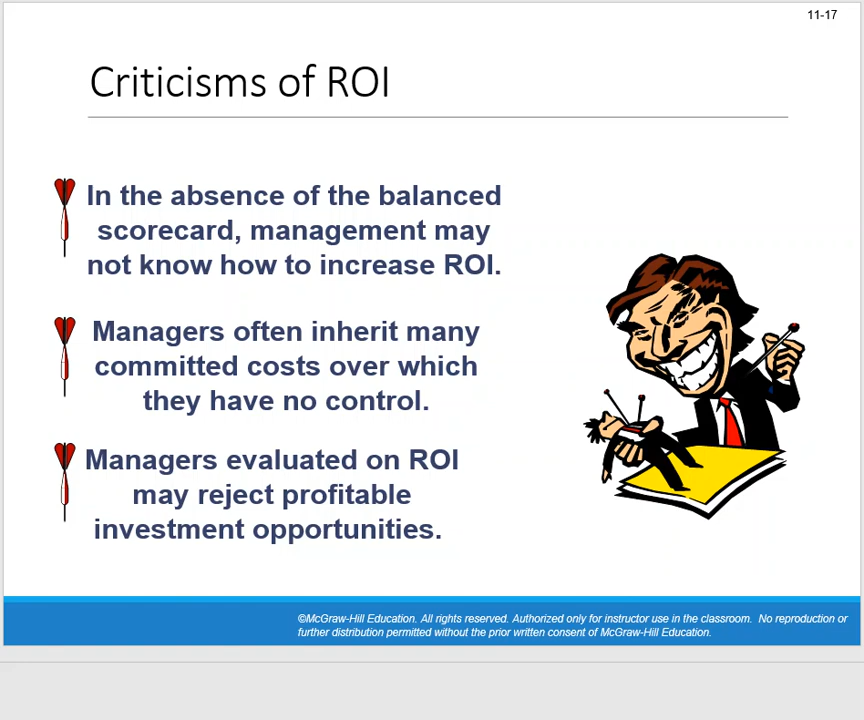 11-17
Criticisms of ROI
In the absence of the balanced
scorecard, management may
not know how to increase ROI.
Managers often inherit many
committed costs over which
they have no control.
Managers evaluated on ROI
may reject profitable
investment opportunities.
©McGraw-Hill Education. All rights reserved. Authorized only for instructor use in the classroom.  No reproduction or
further distribution permitted without the prior written consent of McGraw-Hill Education.